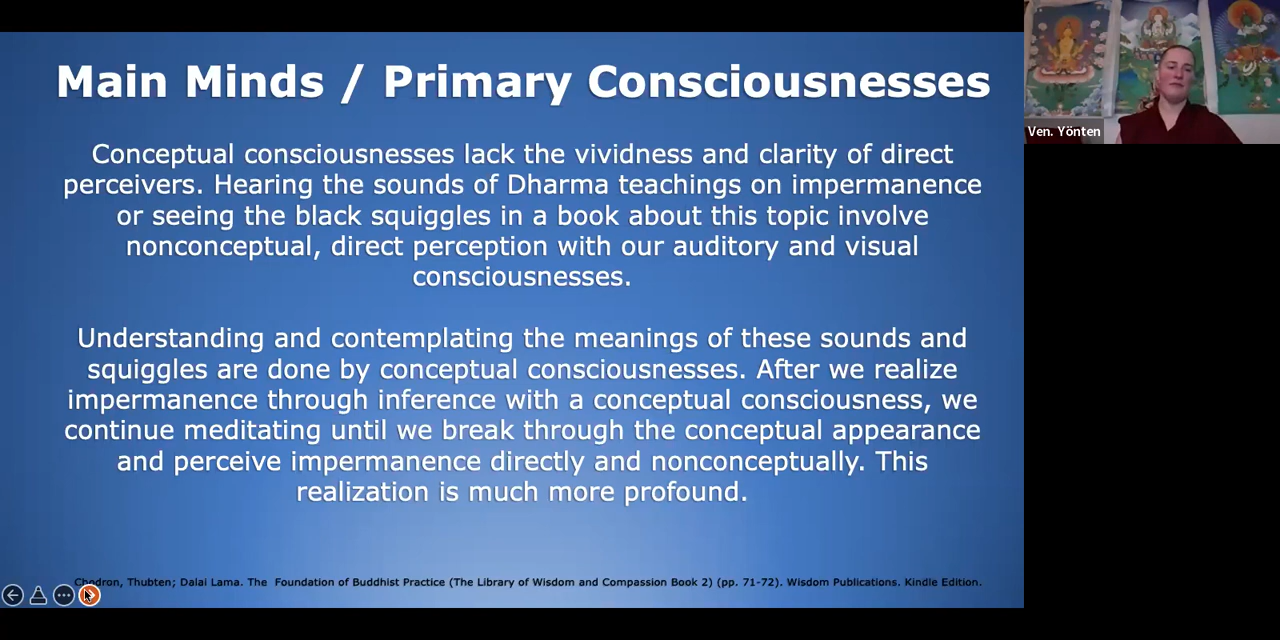 Main Minds / Primary Consciousnesses
Conceptual consciousnesses lack the vividness and clarity of direct
perceivers. Hearing the sounds of Dharma teachings on impermanence
or seeing the black squiggles in a book about this topic involve
nonconceptual, direct perception with our auditory and visual
consciousnesses.
Understanding and contemplating the meanings of these sounds and
squiggles are done by conceptual consciousnesses. After we realize
impermanence through inference with a conceptual consciousness, we
continue meditating until we break through the conceptual appearance
and perceive impermanence directly and nonconceptually. This
realization is much more profound.
Chodron, Thubten; Dalai Lama. The  Foundation of Buddhist Practice (The Library of Wisdom and Compassion Book 2) (pp. 71-72). Wisdom Publications. Kindle Edition.
Ven. Yönten